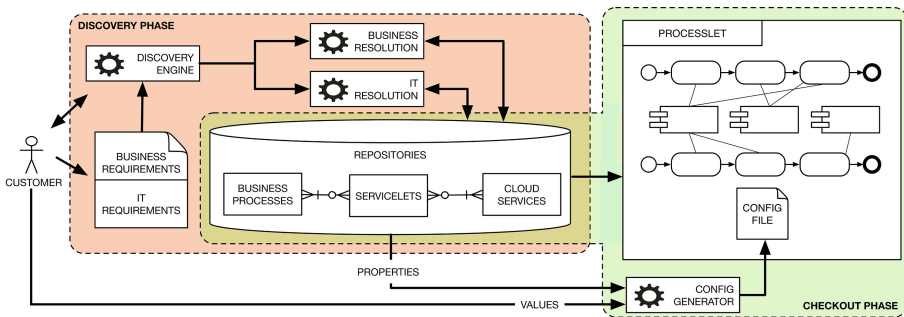 DISCOVERY PHASE
DISCOVERY
ENGINE
BUSINESS
RESOLUTION
IT
RESOLUTION
CUSTOMER
BUSINESS
REQUIREMENTS
IT
REQUIREMENTS
REPOSITORIES
BUSINESS
PROCESSES
SERVICELETS
CLOUD
SERVICES
PROPERTIES
VALUES
PROCESSLET
CONFIG
FILE
CONFIG
GENERATOR
CHECKOUT PHASE